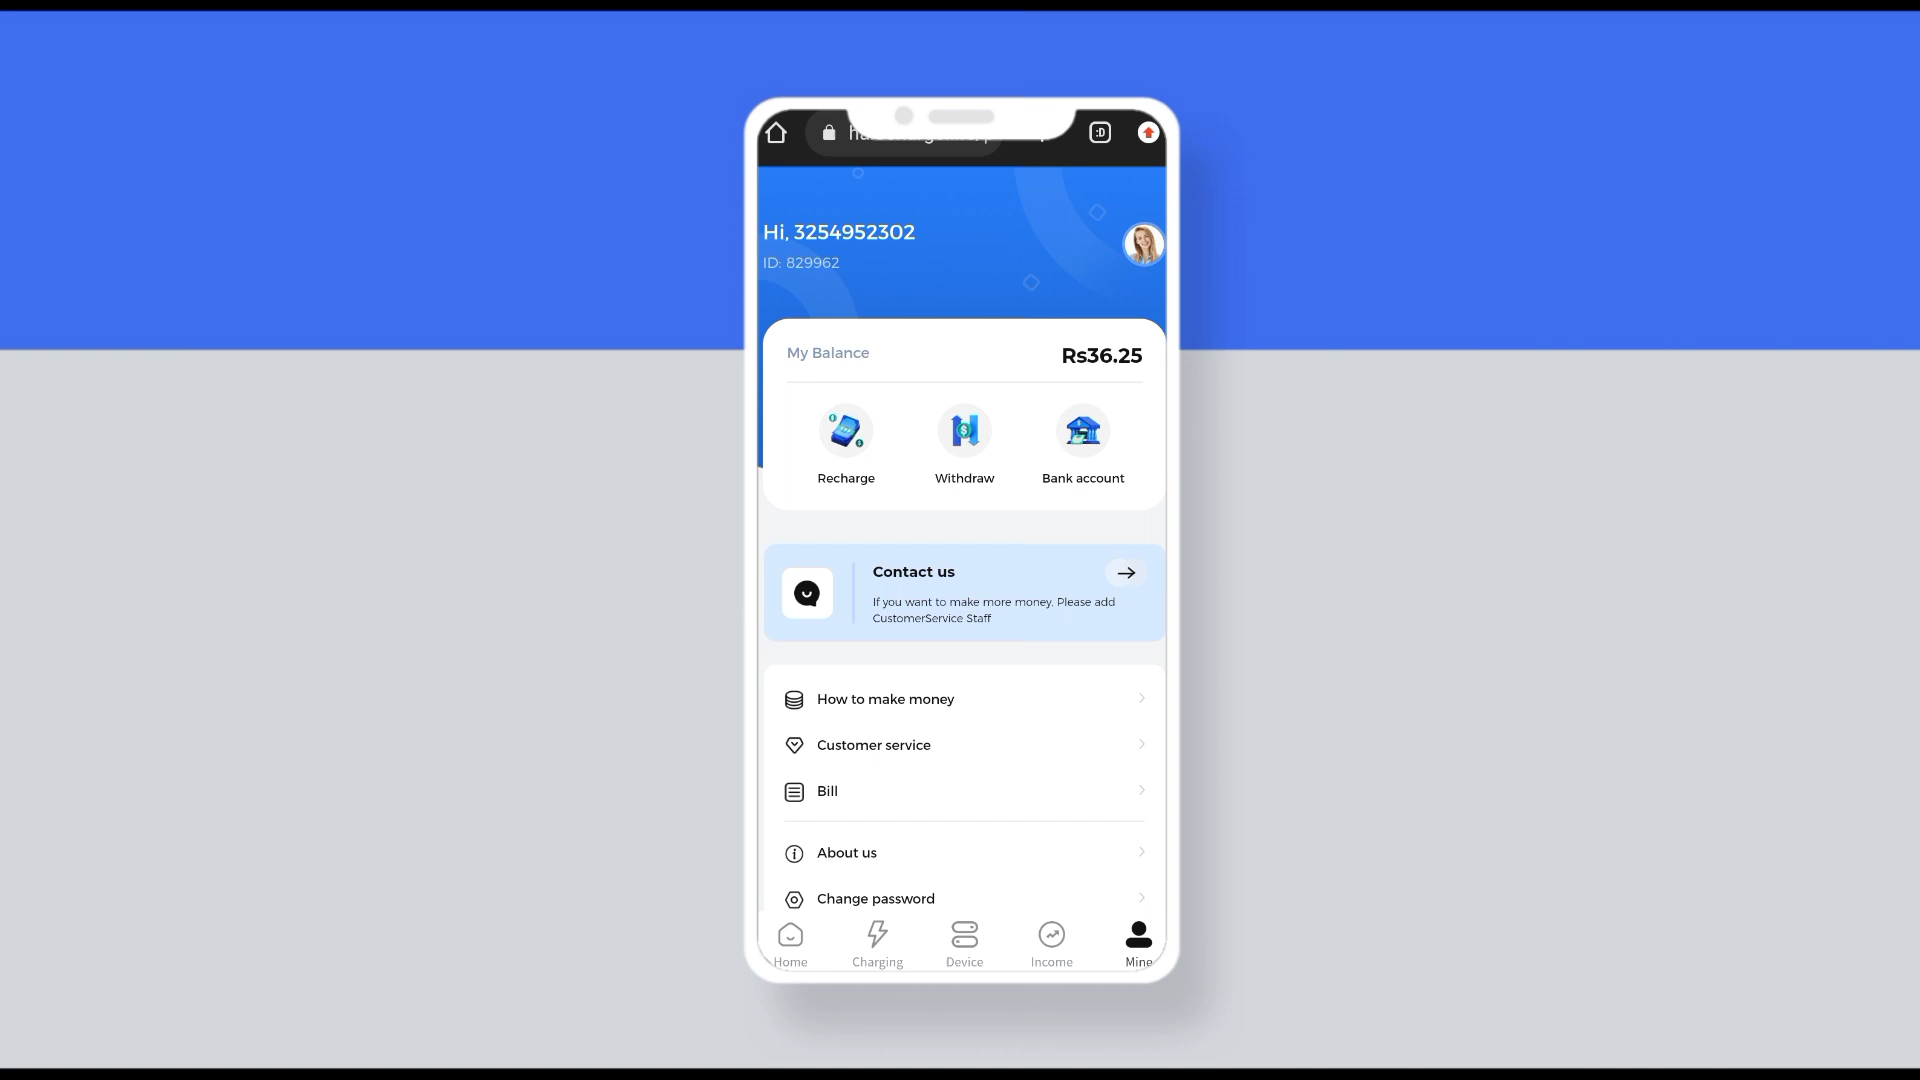 Hi, 3254952302
ID: 829962
My Balance
Rs36.25
Recharge
Withdraw
Bank account
Contact us
If you want to make more money, Please add
CustomerService Staff
How to make money
Customer service
Bill
About us
Change password
Home
Charging
Device
Income
Mine